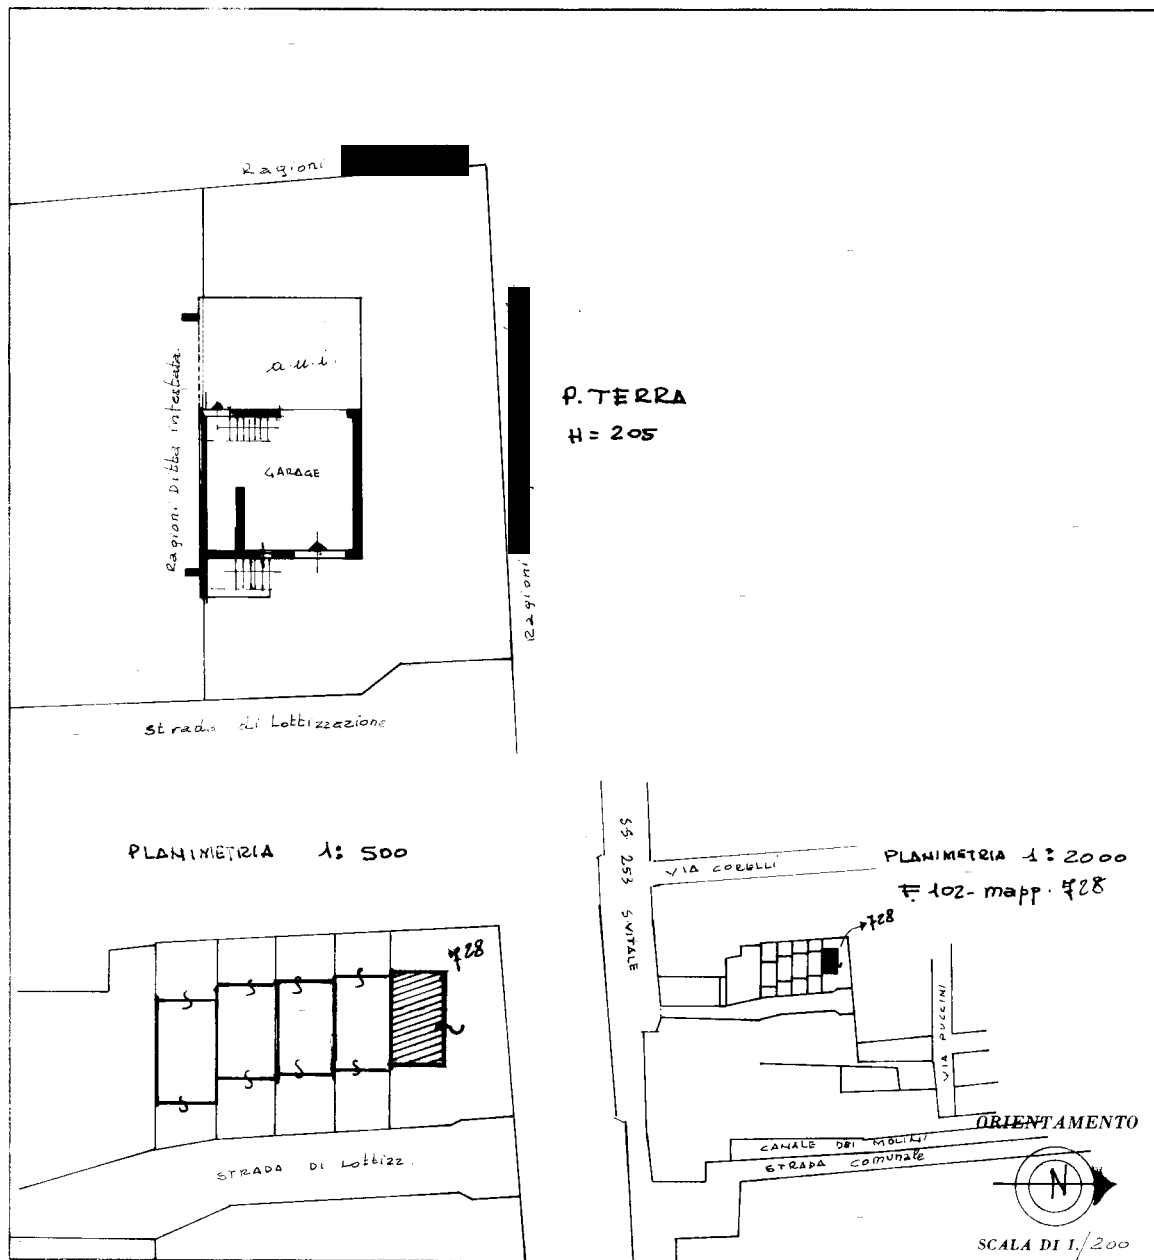 Ragioni
a.u.i.
Ragioni Ditta intestata.
P. TERRA
H = 205
GARAGE
Ragioni
Strada di Lottizzazione
PLANIMETRIA 1: 500
728
STRADA DI Lottizz.
SS 253 S.VITALE
VIA CORELLI
PLANIMETRIA 1:2000
F. 102- mapp. 728
728
VIA PUCCINI
CANALE DEI MOLINI
STRADA Comunale
ORIENTAMENTO
N
SCALA DI 1./200